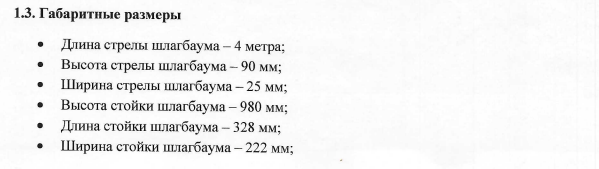 1.3. Габаритные размеры
• Длина стрелы шлагбаума – 4 метра;
• Высота стрелы шлагбаума – 90 мм;
• Ширина стрелы шлагбаума – 25 мм;
• Высота стойки шлагбаума – 980 мм;
• Длина стойки шлагбаума – 328 мм;
• Ширина стойки шлагбаума – 222 мм;